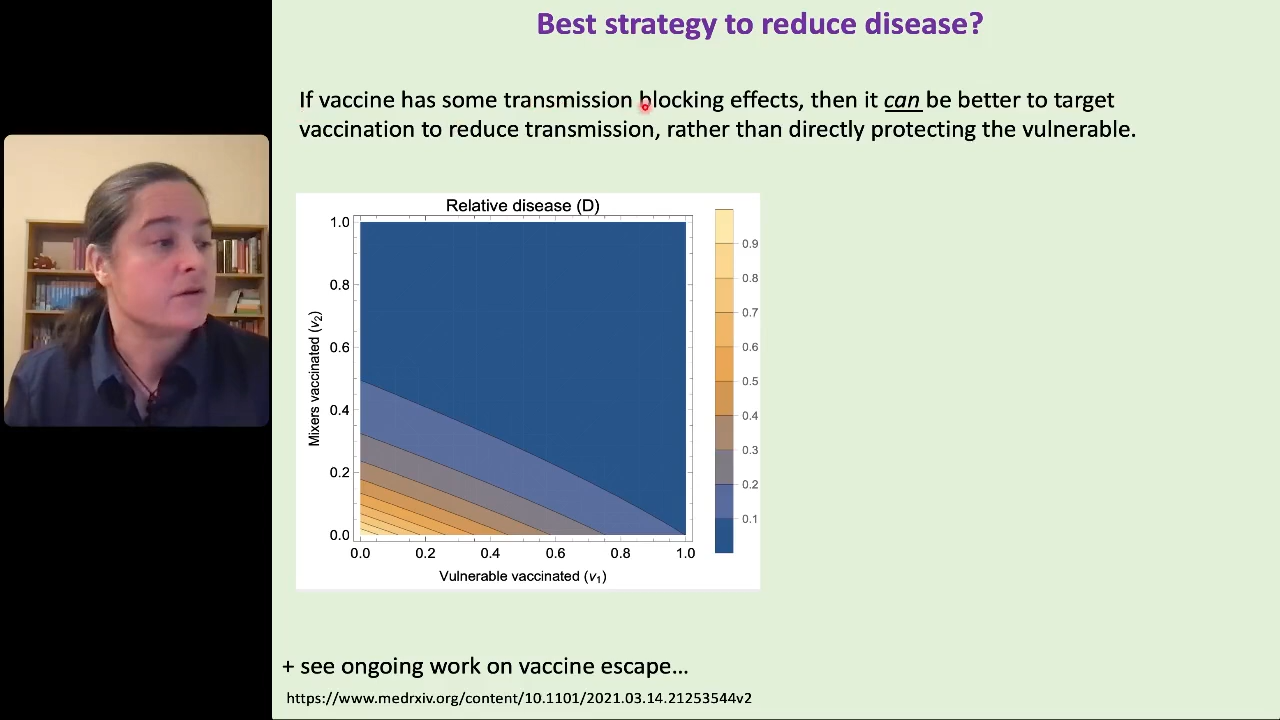 Best strategy to reduce disease?
If vaccine has some transmission blocking effects, then it can be better to target
vaccination to reduce transmission, rather than directly protecting the vulnerable.
Relative disease (D)
1.0
0.8
0.6
0.4
0.2
0.0
Mixers vaccinated (v2)
0.0 0.2 0.4 0.6 0.8 1.0
Vulnerable vaccinated (v1)
0.9
0.8
0.7
0.6
0.5
0.4
0.3
0.2
0.1
+ see ongoing work on vaccine escape…
https://www.medrxiv.org/content/10.1101/2021.03.14.21253544v2